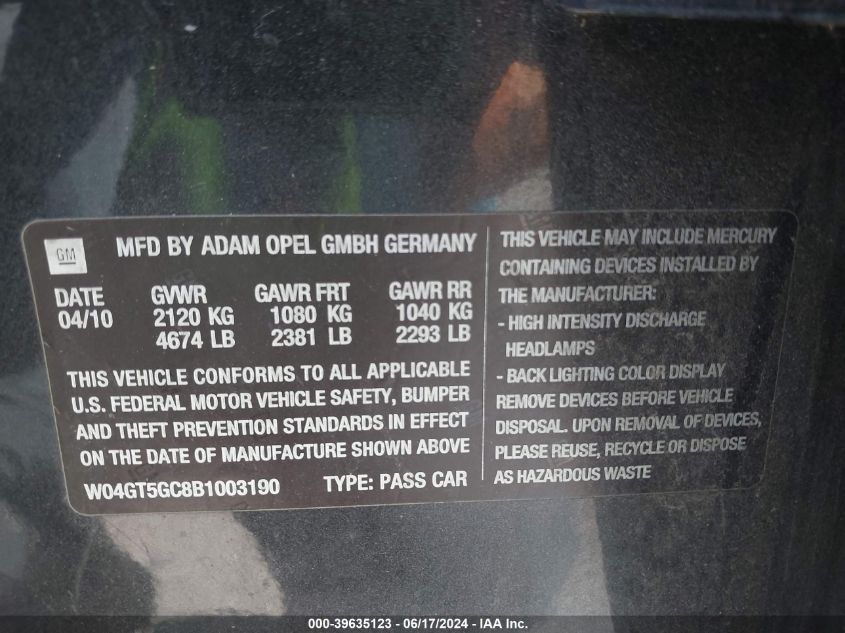 GM
MFD BY ADAM OPEL GMBH GERMANY
DATE GVWR GAWR FRT GAWR RR
04/10 2120 KG 1080 KG 1040 KG
4674 LB 2381 LB 2293 LB
THIS VEHICLE CONFORMS TO ALL APPLICABLE
U.S. FEDERAL MOTOR VEHICLE SAFETY, BUMPER
AND THEFT PREVENTION STANDARDS IN EFFECT
ON THE DATE OF MANUFACTURE SHOWN ABOVE
W04GT5GC8B1003190 TYPE: PASS CAR
THIS VEHICLE MAY INCLUDE MERCURY
CONTAINING DEVICES INSTALLED BY
THE MANUFACTURER:
- HIGH INTENSITY DISCHARGE
HEADLAMPS
- BACK LIGHTING COLOR DISPLAY
REMOVE DEVICES BEFORE VEHICLE
DISPOSAL. UPON REMOVAL OF DEVICES,
PLEASE REUSE, RECYCLE OR DISPOSE
AS HAZARDOUS WASTE
000-39635123 - 06/17/2024 - IAA Inc.